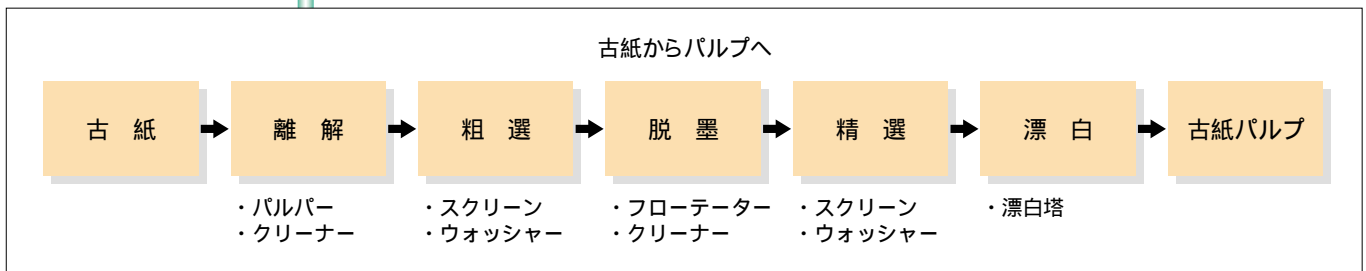 古紙からパルプへ
古 紙
離 解
粗 選
脱 墨
精 選
漂 白
古紙パルプ
・パルパー
・クリーナー
・スクリーン
・ウォッシャー
・フローテーター
・クリーナー
・スクリーン
・ウォッシャー
・漂白塔